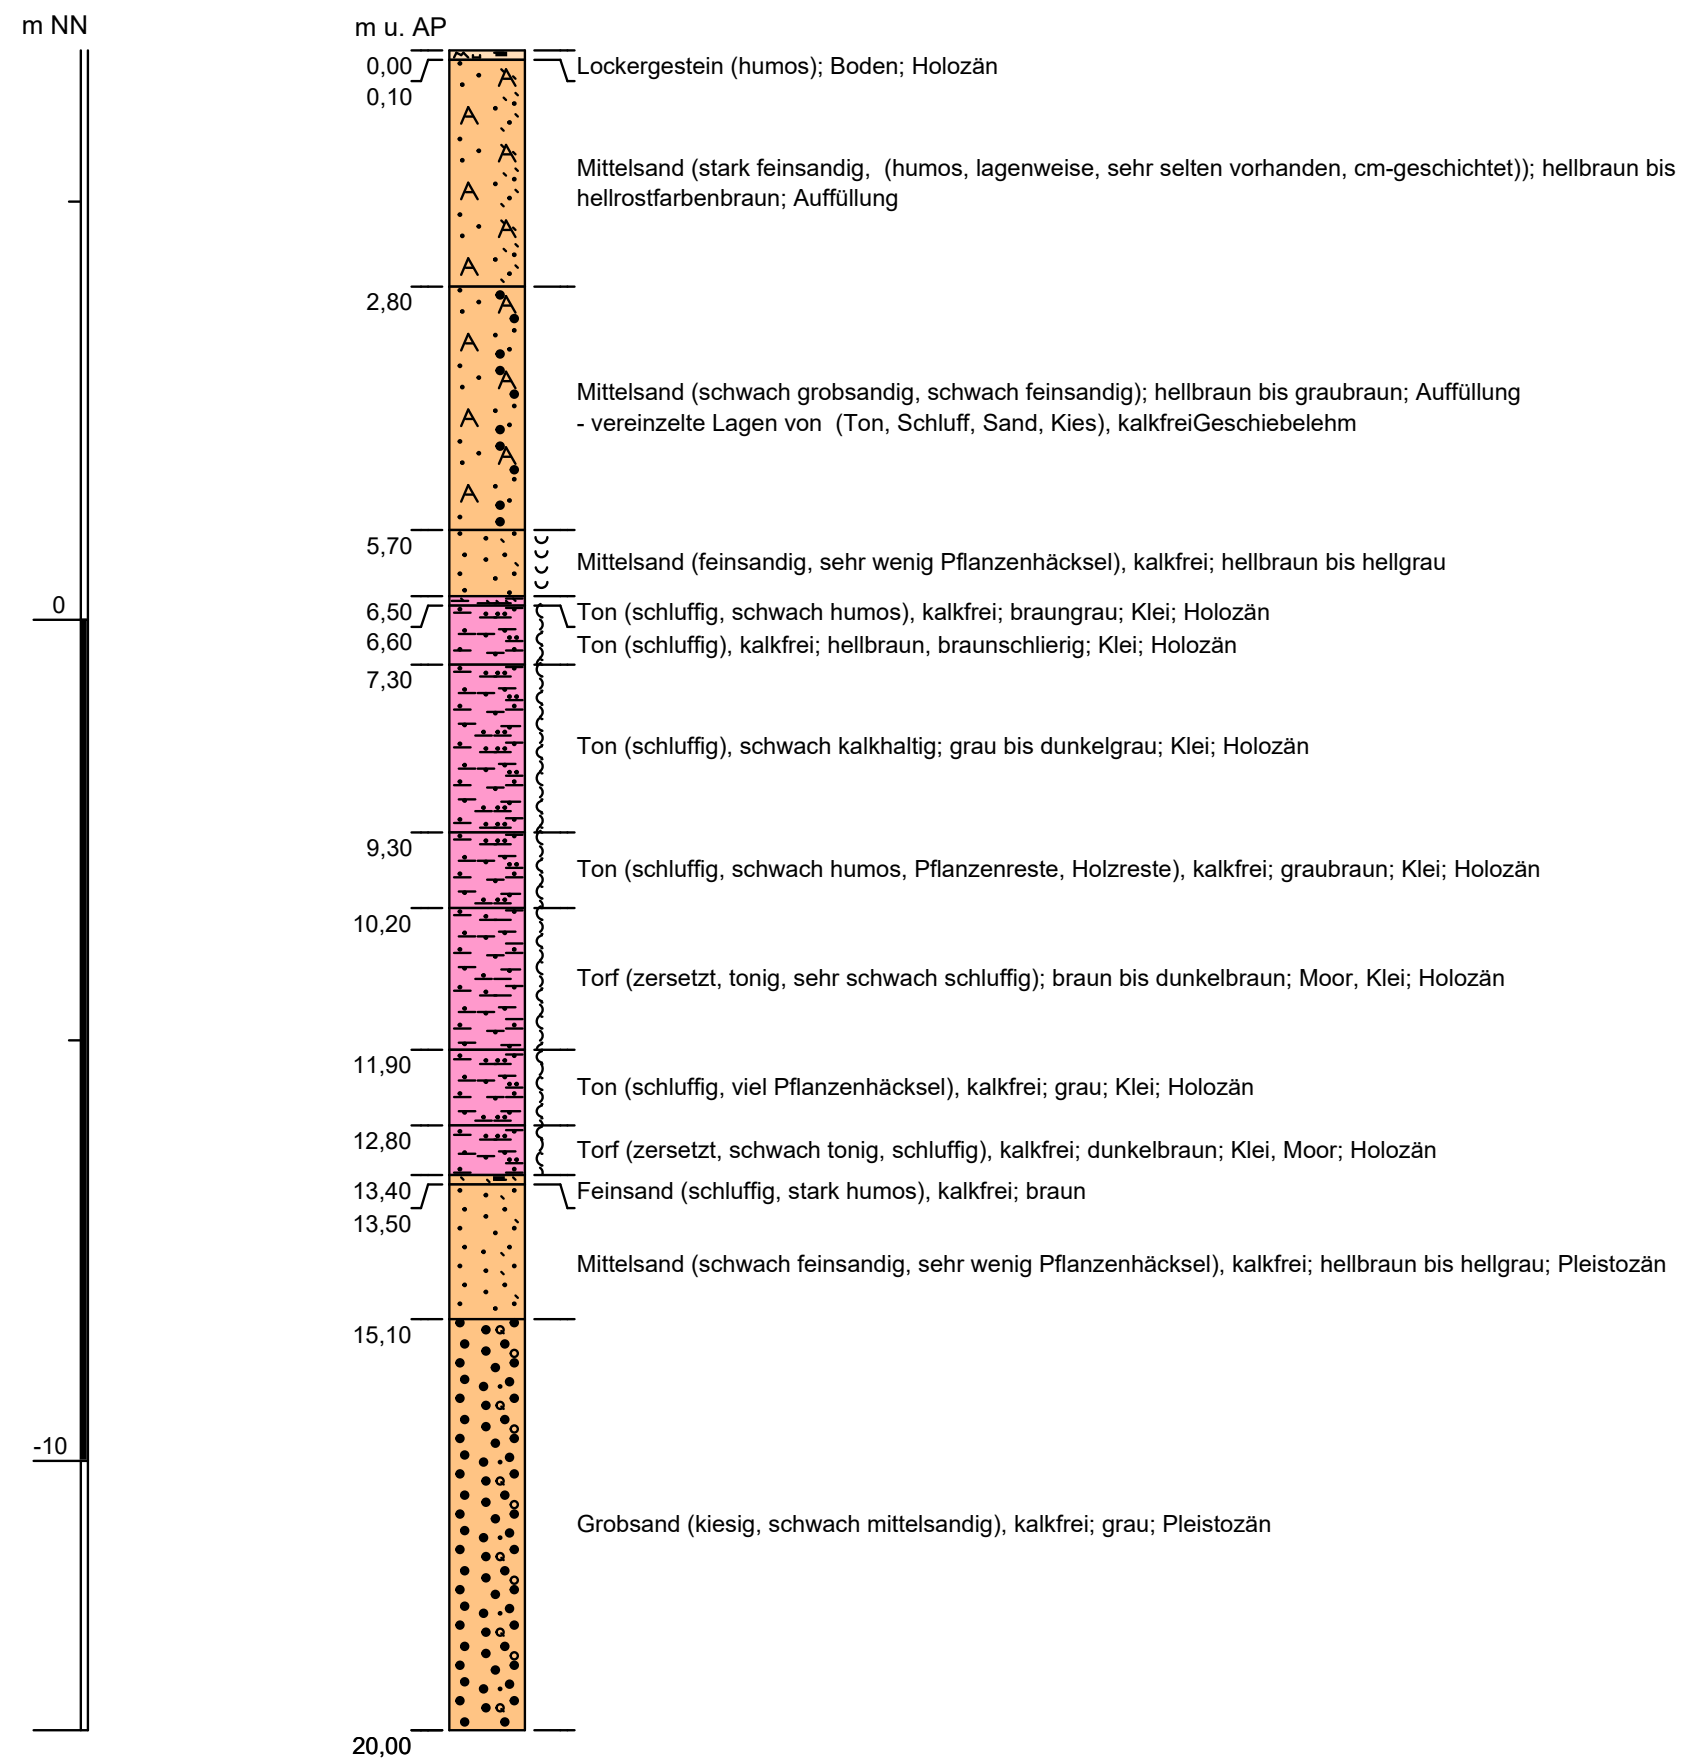 m NN
m u. AP
0,00
Lockergestein (humos); Boden; Holozän
0,10
Mittelsand (stark feinsandig,  (humos, lagenweise, sehr selten vorhanden, cm-geschichtet)); hellbraun bis
hellrostfarbenbraun; Auffüllung
2,80
Mittelsand (schwach grobsandig, schwach feinsandig); hellbraun bis graubraun; Auffüllung
- vereinzelte Lagen von  (Ton, Schluff, Sand, Kies), kalkfreiGeschiebelehm
5,70
Mittelsand (feinsandig, sehr wenig Pflanzenhäcksel), kalkfrei; hellbraun bis hellgrau
0
6,50
Ton (schluffig, schwach humos), kalkfrei; braungrau; Klei; Holozän
6,60
Ton (schluffig), kalkfrei; hellbraun, braunschlierig; Klei; Holozän
7,30
Ton (schluffig), schwach kalkhaltig; grau bis dunkelgrau; Klei; Holozän
9,30
Ton (schluffig, schwach humos, Pflanzenreste, Holzreste), kalkfrei; graubraun; Klei; Holozän
10,20
Torf (zersetzt, tonig, sehr schwach schluffig); braun bis dunkelbraun; Moor, Klei; Holozän
11,90
Ton (schluffig, viel Pflanzenhäcksel), kalkfrei; grau; Klei; Holozän
12,80
Torf (zersetzt, schwach tonig, schluffig), kalkfrei; dunkelbraun; Klei, Moor; Holozän
13,40
Feinsand (schluffig, stark humos), kalkfrei; braun
13,50
Mittelsand (schwach feinsandig, sehr wenig Pflanzenhäcksel), kalkfrei; hellbraun bis hellgrau; Pleistozän
15,10
-10
Grobsand (kiesig, schwach mittelsandig), kalkfrei; grau; Pleistozän
20,00